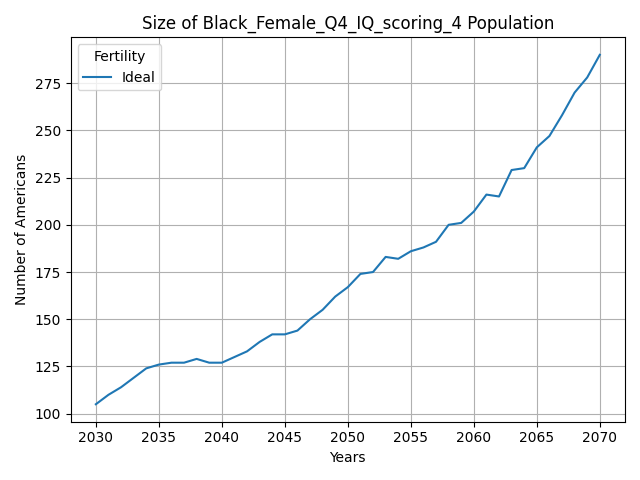 Size of Black_Female_Q4_IQ_scoring_4 Population
Fertility
Ideal
275
250
225
200
175
150
125
100
Number of Americans
2030 2035 2040 2045 2050 2055 2060 2065 2070
Years